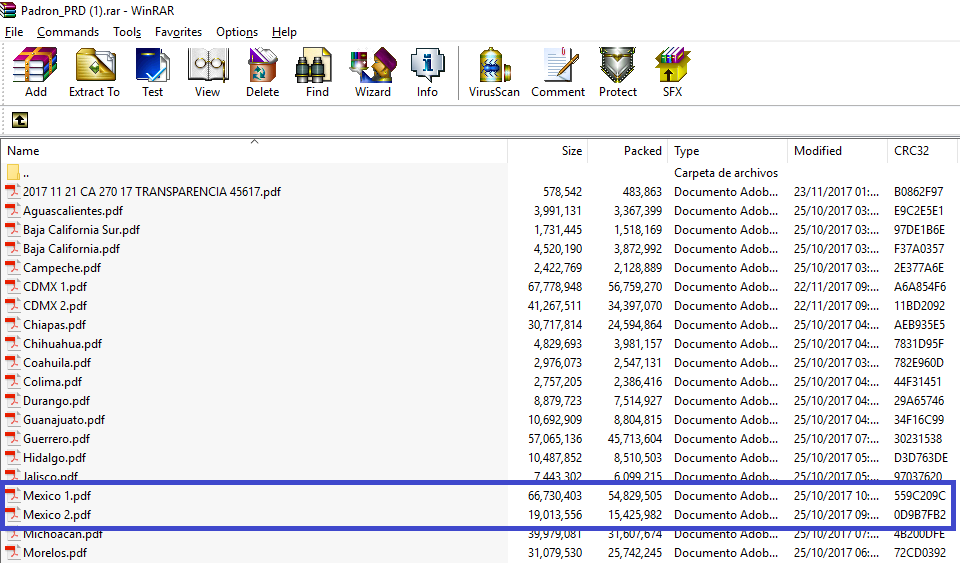 Padron_PRD (1).rar - WinRAR
File Commands Tools Favorites Options Help
Add Extract To Test View Delete Find Wizard Info VirusScan Comment Protect SFX
Name Size Packed Type Modified CRC32
.. Carpeta de archivos
2017 11 21 CA 270 17 TRANSPARENCIA 45617.pdf 578,542 483,863 Documento Adob... 23/11/2017 01:... B0862F97
Aguascalientes.pdf 3,991,131 3,367,399 Documento Adob... 25/10/2017 03:... E9C2E5E1
Baja California Sur.pdf 1,731,445 1,518,169 Documento Adob... 25/10/2017 03:... 97DE1B6E
Baja California.pdf 4,520,190 3,872,992 Documento Adob... 25/10/2017 03:... F37A0357
Campeche.pdf 2,422,769 2,128,889 Documento Adob... 25/10/2017 03:... 2E377A6E
CDMX 1.pdf 67,778,948 56,759,270 Documento Adob... 22/11/2017 09:... A6A854F6
CDMX 2.pdf 41,267,511 34,397,070 Documento Adob... 22/11/2017 09:... 11BD2092
Chiapas.pdf 30,717,814 24,594,864 Documento Adob... 25/10/2017 04:... AEB935E5
Chihuahua.pdf 4,829,693 3,981,157 Documento Adob... 25/10/2017 04:... 7831D95F
Coahuila.pdf 2,976,073 2,547,131 Documento Adob... 25/10/2017 03:... 782E960D
Colima.pdf 2,757,205 2,386,416 Documento Adob... 25/10/2017 04:... 44F31451
Durango.pdf 8,879,723 7,514,927 Documento Adob... 25/10/2017 04:... 29A65746
Guanajuato.pdf 10,692,909 8,804,815 Documento Adob... 25/10/2017 04:... 34F16C99
Guerrero.pdf 57,065,136 45,713,604 Documento Adob... 25/10/2017 07:... 30231538
Hidalgo.pdf 10,487,852 8,510,503 Documento Adob... 25/10/2017 05:... D3D763DE
Jalisco.pdf 7,443,302 6,099,215 Documento Adob... 25/10/2017 05:... 97037620
Mexico 1.pdf 66,730,403 54,829,505 Documento Adob... 25/10/2017 10:... 559C209C
Mexico 2.pdf 19,013,556 15,425,982 Documento Adob... 25/10/2017 09:... 0D9B7FB2
Michoacan.pdf 39,979,081 31,607,674 Documento Adob... 25/10/2017 07:... 4B200DFE
Morelos.pdf 31,079,530 25,742,245 Documento Adob... 25/10/2017 06:... 72CD0392